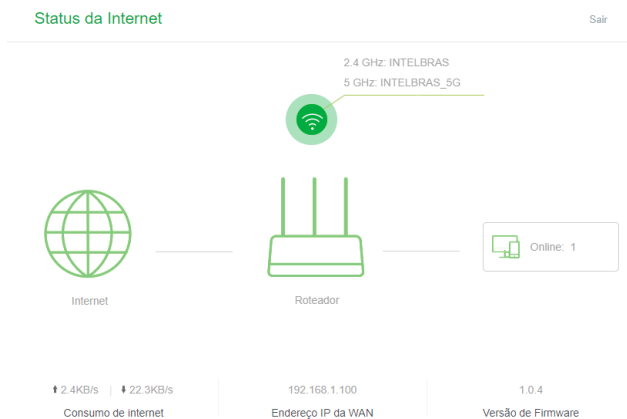 Status da Internet
Sair
2.4 GHz: INTELBRAS
5 GHz: INTELBRAS_5G
Online: 1
Internet
Roteador
⬆ 2.4KB/s | ⬇ 22.3KB/s
192.168.1.100
1.0.4
Consumo de internet
Endereço IP da WAN
Versão de Firmware